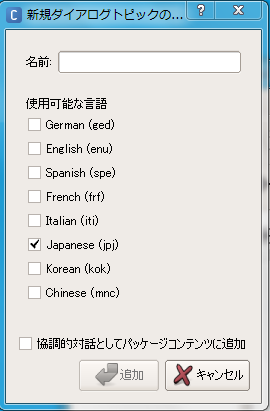 新規ダイアログトピックの...
名前:
使用可能な言語
German (ged)
English (enu)
Spanish (spe)
French (frf)
Italian (iti)
Japanese (jpj)
Korean (kok)
Chinese (mnc)
協調的対話としてパッケージコンテンツに追加
追加
キャンセル